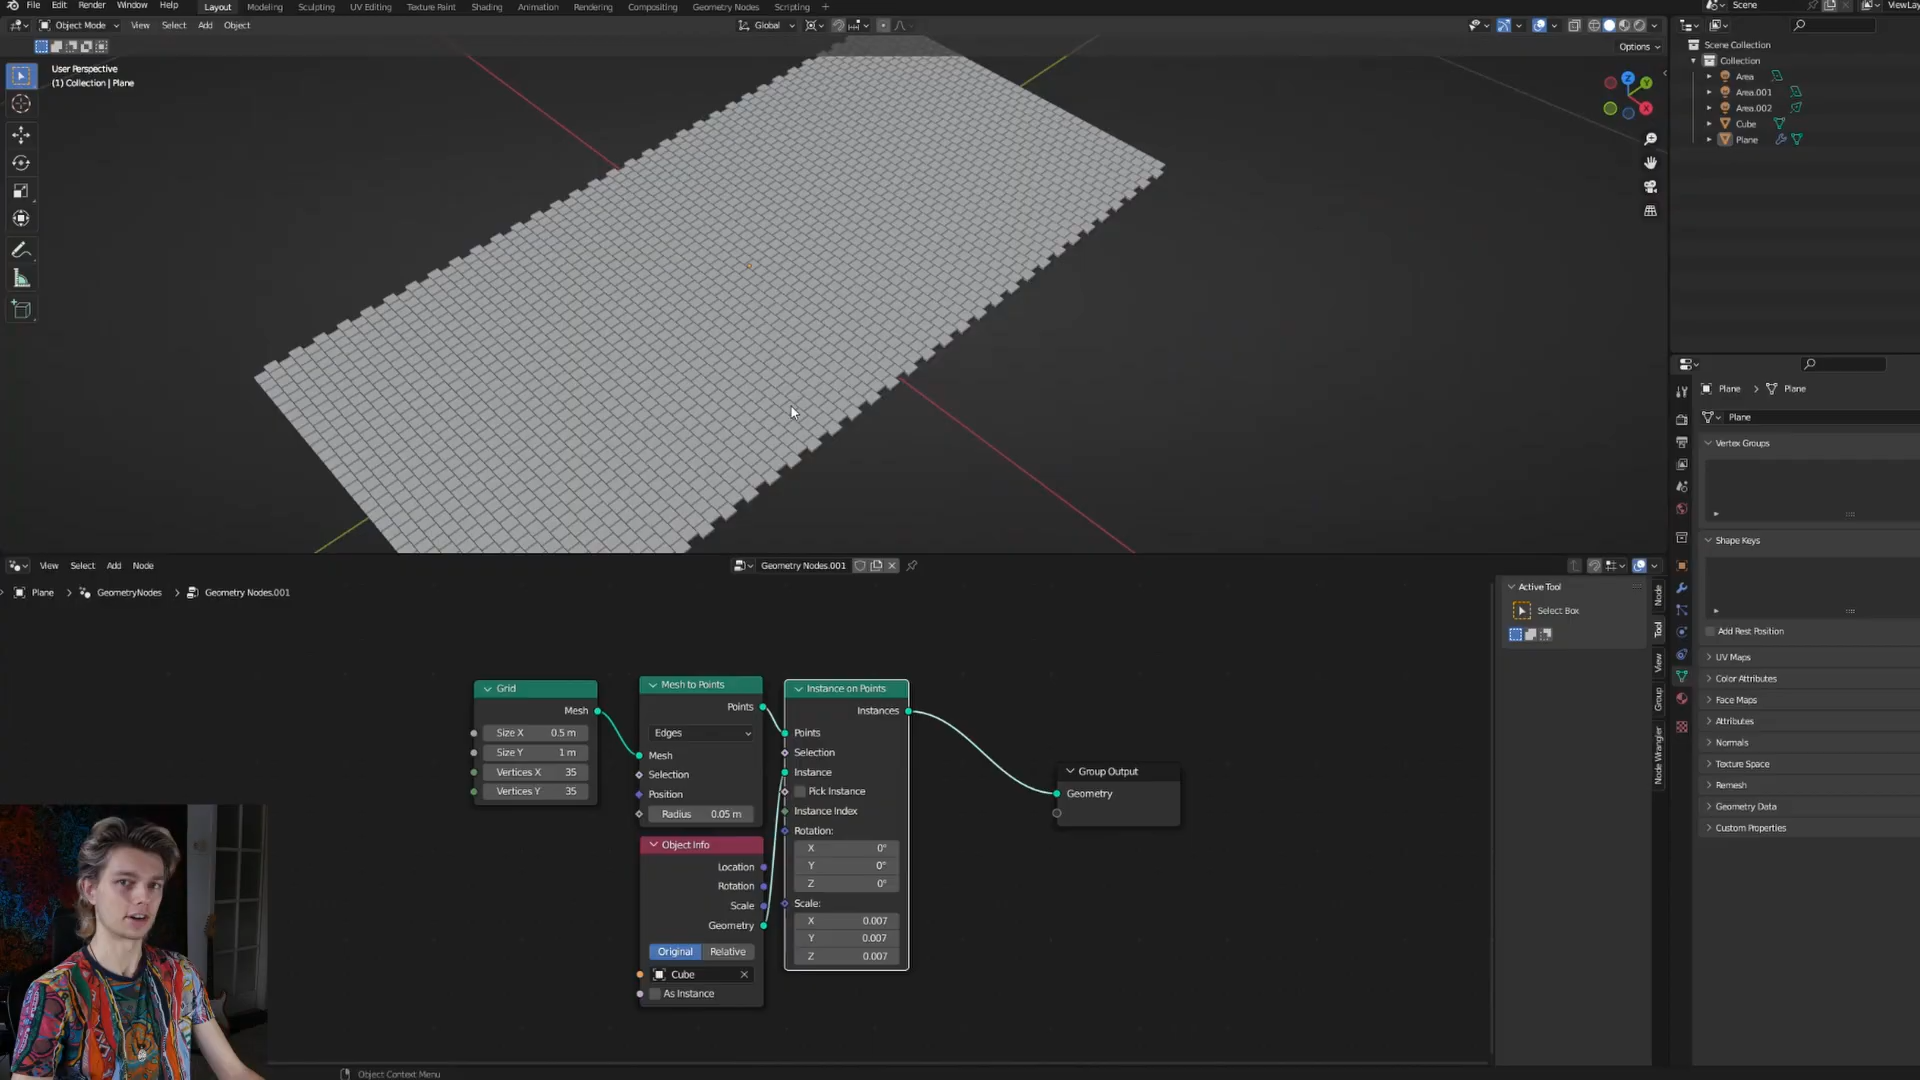 File Edit Render Window Help Layout Modeling Sculpting UV Editing Texture Paint Shading Animation Rendering Compositing Geometry Nodes Scripting +
Scene
ViewLay
Object Mode View Select Add Object
Global
Options
User Perspective
(1) Collection | Plane
Z
Y
X
Scene Collection
Collection
Area
Area.001
Area.002
Cube
Plane
Plane > Plane
Plane
Vertex Groups
Shape Keys
Add Rest Position
UV Maps
Color Attributes
Face Maps
Attributes
Normals
Texture Space
Remesh
Geometry Data
Custom Properties
View Select Add Node
Geometry Nodes.001
Plane > GeometryNodes > Geometry Nodes.001
Active Tool
Select Box
Node
Tool
View
Group
Node Wrangler
Grid
Mesh
Size X 0.5 m
Size Y 1 m
Vertices X 35
Vertices Y 35
Mesh to Points
Points
Edges
Mesh
Selection
Position
Radius 0.05 m
Object Info
Location
Rotation
Scale
Geometry
Original Relative
Cube
As Instance
Instance on Points
Instances
Points
Selection
Instance
Pick Instance
Instance Index
Rotation:
X 0°
Y 0°
Z 0°
Scale:
X 0.007
Y 0.007
Z 0.007
Group Output
Geometry
Object Context Menu